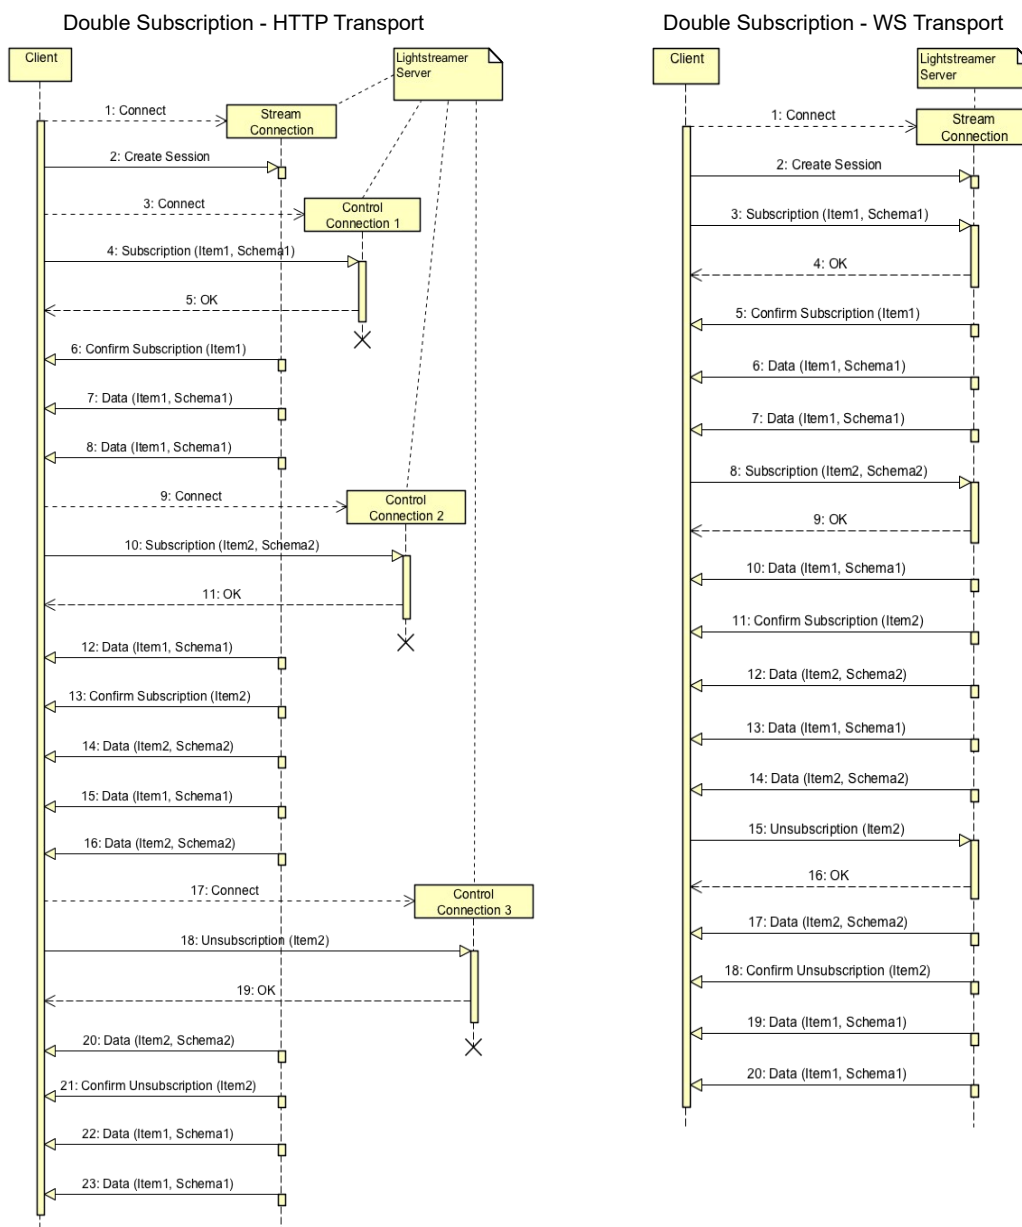 Double Subscription - HTTP Transport
Client
Lightstreamer
Server
1: Connect
Stream
Connection
2: Create Session
3: Connect
Control
Connection 1
4: Subscription (Item1, Schema1)
5: OK
6: Confirm Subscription (Item1)
7: Data (Item1, Schema1)
8: Data (Item1, Schema1)
9: Connect
Control
Connection 2
10: Subscription (Item2, Schema2)
11: OK
12: Data (Item1, Schema1)
13: Confirm Subscription (Item2)
14: Data (Item2, Schema2)
15: Data (Item1, Schema1)
16: Data (Item2, Schema2)
17: Connect
Control
Connection 3
18: Unsubscription (Item2)
19: OK
20: Data (Item2, Schema2)
21: Confirm Unsubscription (Item2)
22: Data (Item1, Schema1)
23: Data (Item1, Schema1)
Double Subscription - WS Transport
Client
Lightstreamer
Server
1: Connect
Stream
Connection
2: Create Session
3: Subscription (Item1, Schema1)
4: OK
5: Confirm Subscription (Item1)
6: Data (Item1, Schema1)
7: Data (Item1, Schema1)
8: Subscription (Item2, Schema2)
9: OK
10: Data (Item1, Schema1)
11: Confirm Subscription (Item2)
12: Data (Item2, Schema2)
13: Data (Item1, Schema1)
14: Data (Item2, Schema2)
15: Unsubscription (Item2)
16: OK
17: Data (Item2, Schema2)
18: Confirm Unsubscription (Item2)
19: Data (Item1, Schema1)
20: Data (Item1, Schema1)